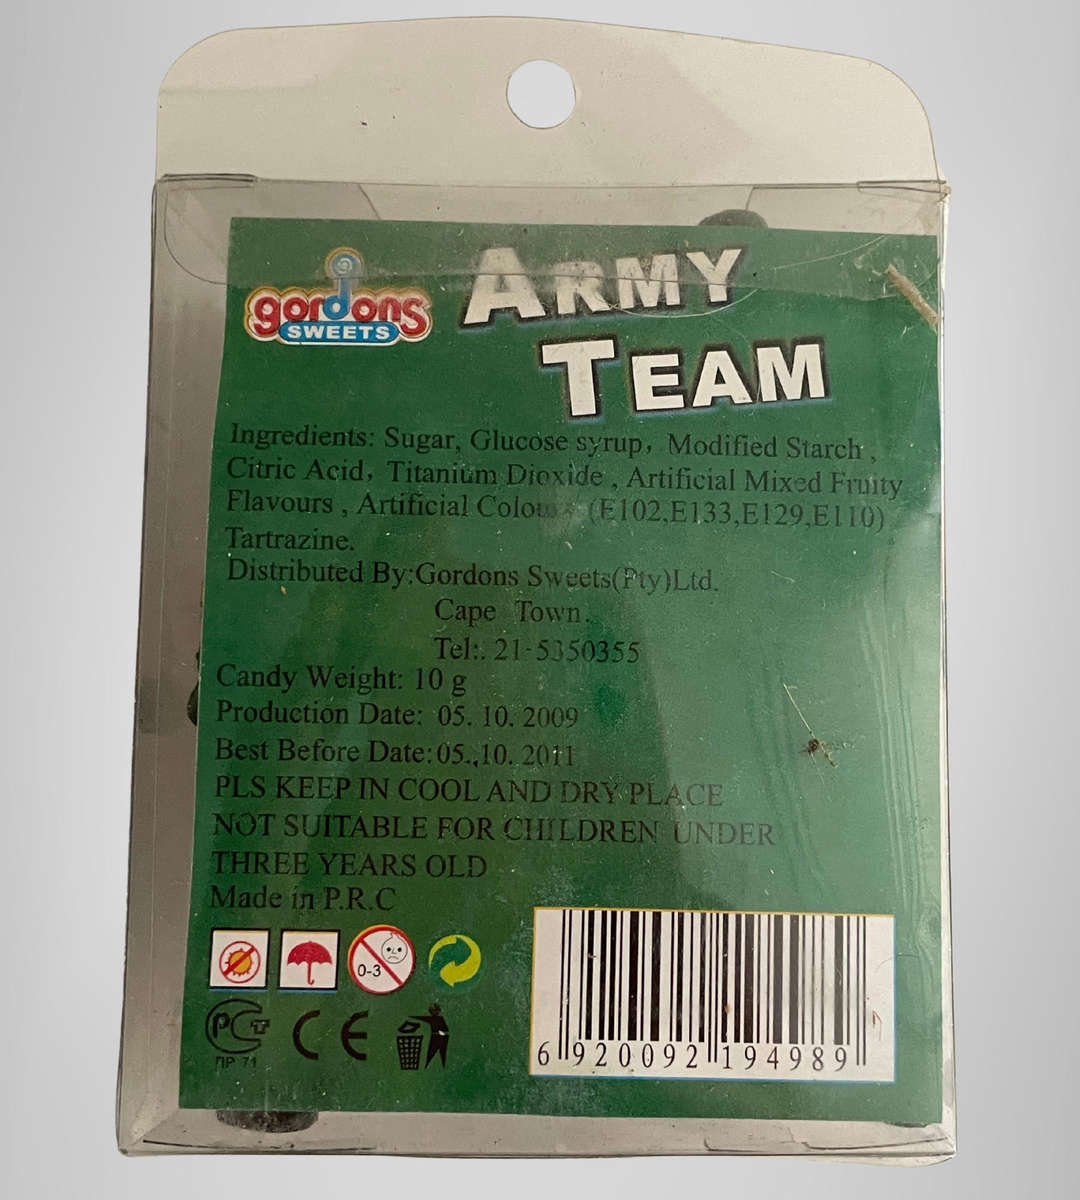 gordons
SWEETS
ARMY
TEAM
Ingredients: Sugar, Glucose syrup, Modified Starch ,
Citric Acid, Titanium Dioxide , Artificial Mixed Fruity
Flavours , Artificial Colours (E102,E133,E129,E110)
Tartrazine.
Distributed By:Gordons Sweets(Pty)Ltd.
Cape Town.
Tel:. 21-5350355
Candy Weight: 10 g
Production Date: 05. 10. 2009
Best Before Date:05. 10. 2011
PLS KEEP IN COOL AND DRY PLACE
NOT SUITABLE FOR CHILDREN UNDER
THREE YEARS OLD
Made in P.R.C
0-3
РСТ
ПР 71
CE
6 920092 194989